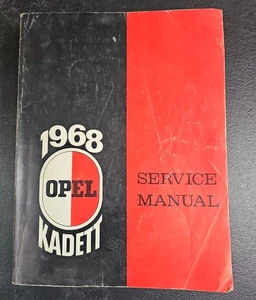 1968
OPEL
KADETT
SERVICE
MANUAL